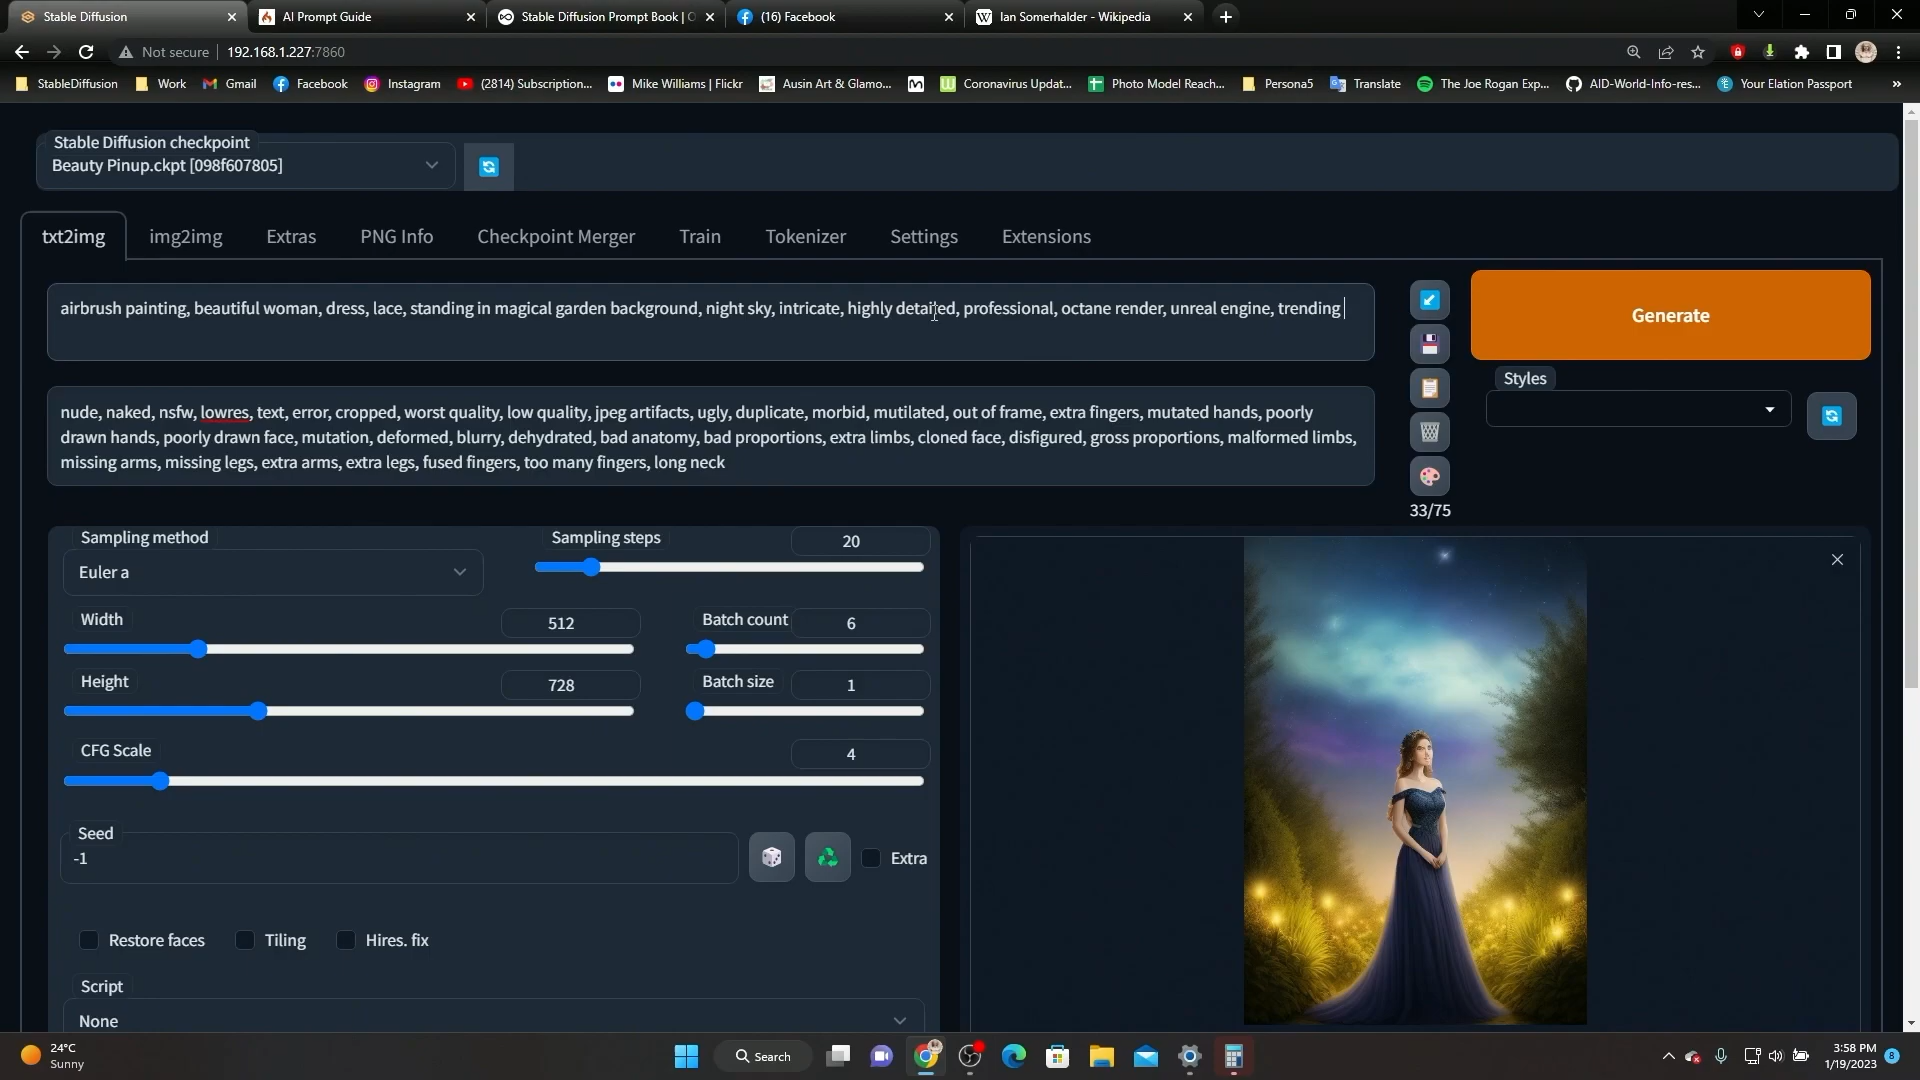 Stable Diffusion
AI Prompt Guide
Stable Diffusion Prompt Book | O
(16) Facebook
Ian Somerhalder - Wikipedia
Not secure
192.168.1.227:7860
StableDiffusion
Work
Gmail
Facebook
Instagram
(2814) Subscription...
Mike Williams | Flickr
Ausin Art & Glamo...
Coronavirus Updat...
Photo Model Reach...
Persona5
Translate
The Joe Rogan Exp...
AID-World-Info-res...
Your Elation Passport
»
Stable Diffusion checkpoint
Beauty Pinup.ckpt [098f607805]
txt2img
img2img
Extras
PNG Info
Checkpoint Merger
Train
Tokenizer
Settings
Extensions
airbrush painting, beautiful woman, dress, lace, standing in magical garden background, night sky, intricate, highly detailed, professional, octane render, unreal engine, trending
Generate
Styles
nude, naked, nsfw, lowres, text, error, cropped, worst quality, low quality, jpeg artifacts, ugly, duplicate, morbid, mutilated, out of frame, extra fingers, mutated hands, poorly
drawn hands, poorly drawn face, mutation, deformed, blurry, dehydrated, bad anatomy, bad proportions, extra limbs, cloned face, disfigured, gross proportions, malformed limbs,
missing arms, missing legs, extra arms, extra legs, fused fingers, too many fingers, long neck
33/75
Sampling method
Euler a
Sampling steps
20
Width
512
Batch count
6
Height
728
Batch size
1
CFG Scale
4
Seed
-1
Extra
Restore faces
Tiling
Hires. fix
Script
None
24°C
Sunny
Search
3:58 PM
1/19/2023
8